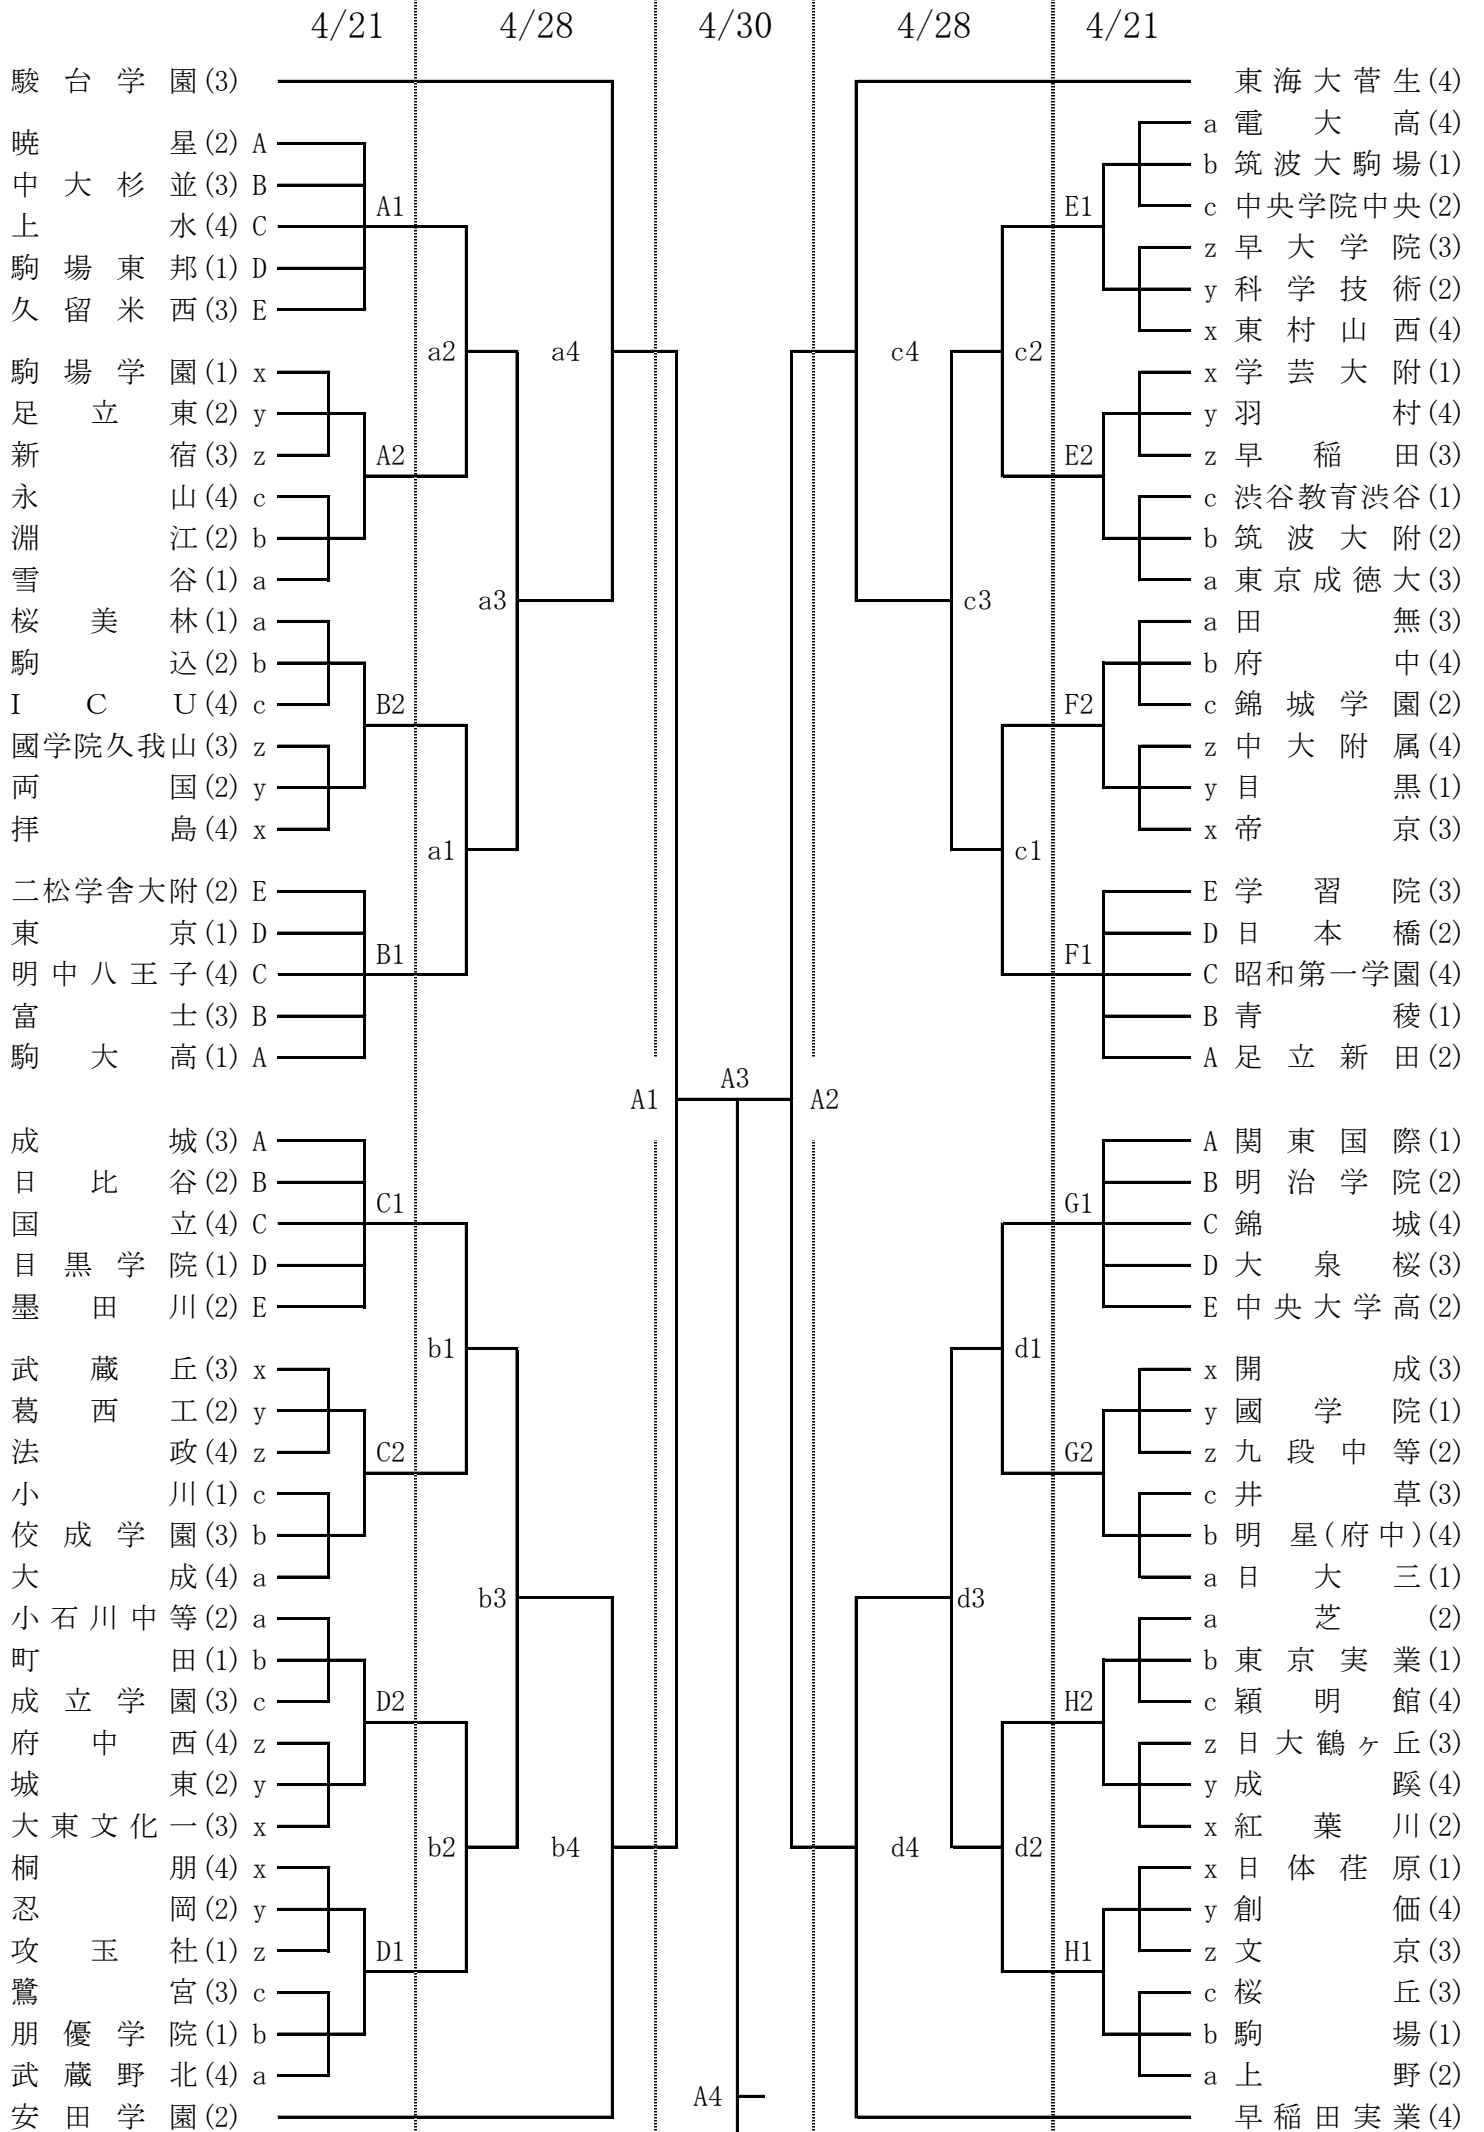 4/21 4/28 4/30 4/28 4/21
駿台学園(3) 東海大菅生(4)
a 電大高(4)
暁星(2) A
b 筑波大駒場(1)
中大杉並(3) B
A1 E1 c 中央学院中央(2)
上水(4) C
z 早大学院(3)
駒場東邦(1) D
y 科学技術(2)
久留米西(3) E
x 東村山西(4)
a2 a4 c4 c2
駒場学園(1) x x 学芸大附(1)
足立東(2) y y 羽村(4)
新宿(3) z A2 E2 z 早稲田(3)
永山(4) c c 渋谷教育渋谷(1)
淵江(2) b b 筑波大附(2)
雪谷(1) a a 東京成徳大(3)
a3 c3
桜美林(1) a a 田無(3)
駒込(2) b b 府中(4)
ICU(4) c B2 F2 c 錦城学園(2)
國学院久我山(3) z z 中大附属(4)
両国(2) y y 目黒(1)
拝島(4) x x 帝京(3)
a1 c1
二松学舎大附(2) E E 学習院(3)
東京(1) D D 日本橋(2)
B1 F1
明中八王子(4) C C 昭和第一学園(4)
富士(3) B B 青稜(1)
駒大高(1) A A 足立新田(2)
A3
A1 A2
成城(3) A A 関東国際(1)
日比谷(2) B B 明治学院(2)
C1 G1
国立(4) C C 錦城(4)
目黒学院(1) D D 大泉桜(3)
墨田川(2) E E 中央大学高(2)
b1 d1
武蔵丘(3) x x 開成(3)
葛西工(2) y y 國学院(1)
法政(4) z C2 G2 z 九段中等(2)
小川(1) c c 井草(3)
佼成学園(3) b b 明星(府中)(4)
大成(4) a a 日大三(1)
b3 d3
小石川中等(2) a a 芝(2)
町田(1) b b 東京実業(1)
成立学園(3) c D2 H2 c 穎明館(4)
府中西(4) z z 日大鶴ヶ丘(3)
城東(2) y y 成蹊(4)
大東文化一(3) x x 紅葉川(2)
b2 b4 d4 d2
桐朋(4) x x 日体荏原(1)
忍岡(2) y y 創価(4)
攻玉社(1) z D1 H1 z 文京(3)
鷺宮(3) c c 桜丘(3)
朋優学院(1) b b 駒場(1)
武蔵野北(4) a a 上野(2)
A4
安田学園(2) 早稲田実業(4)